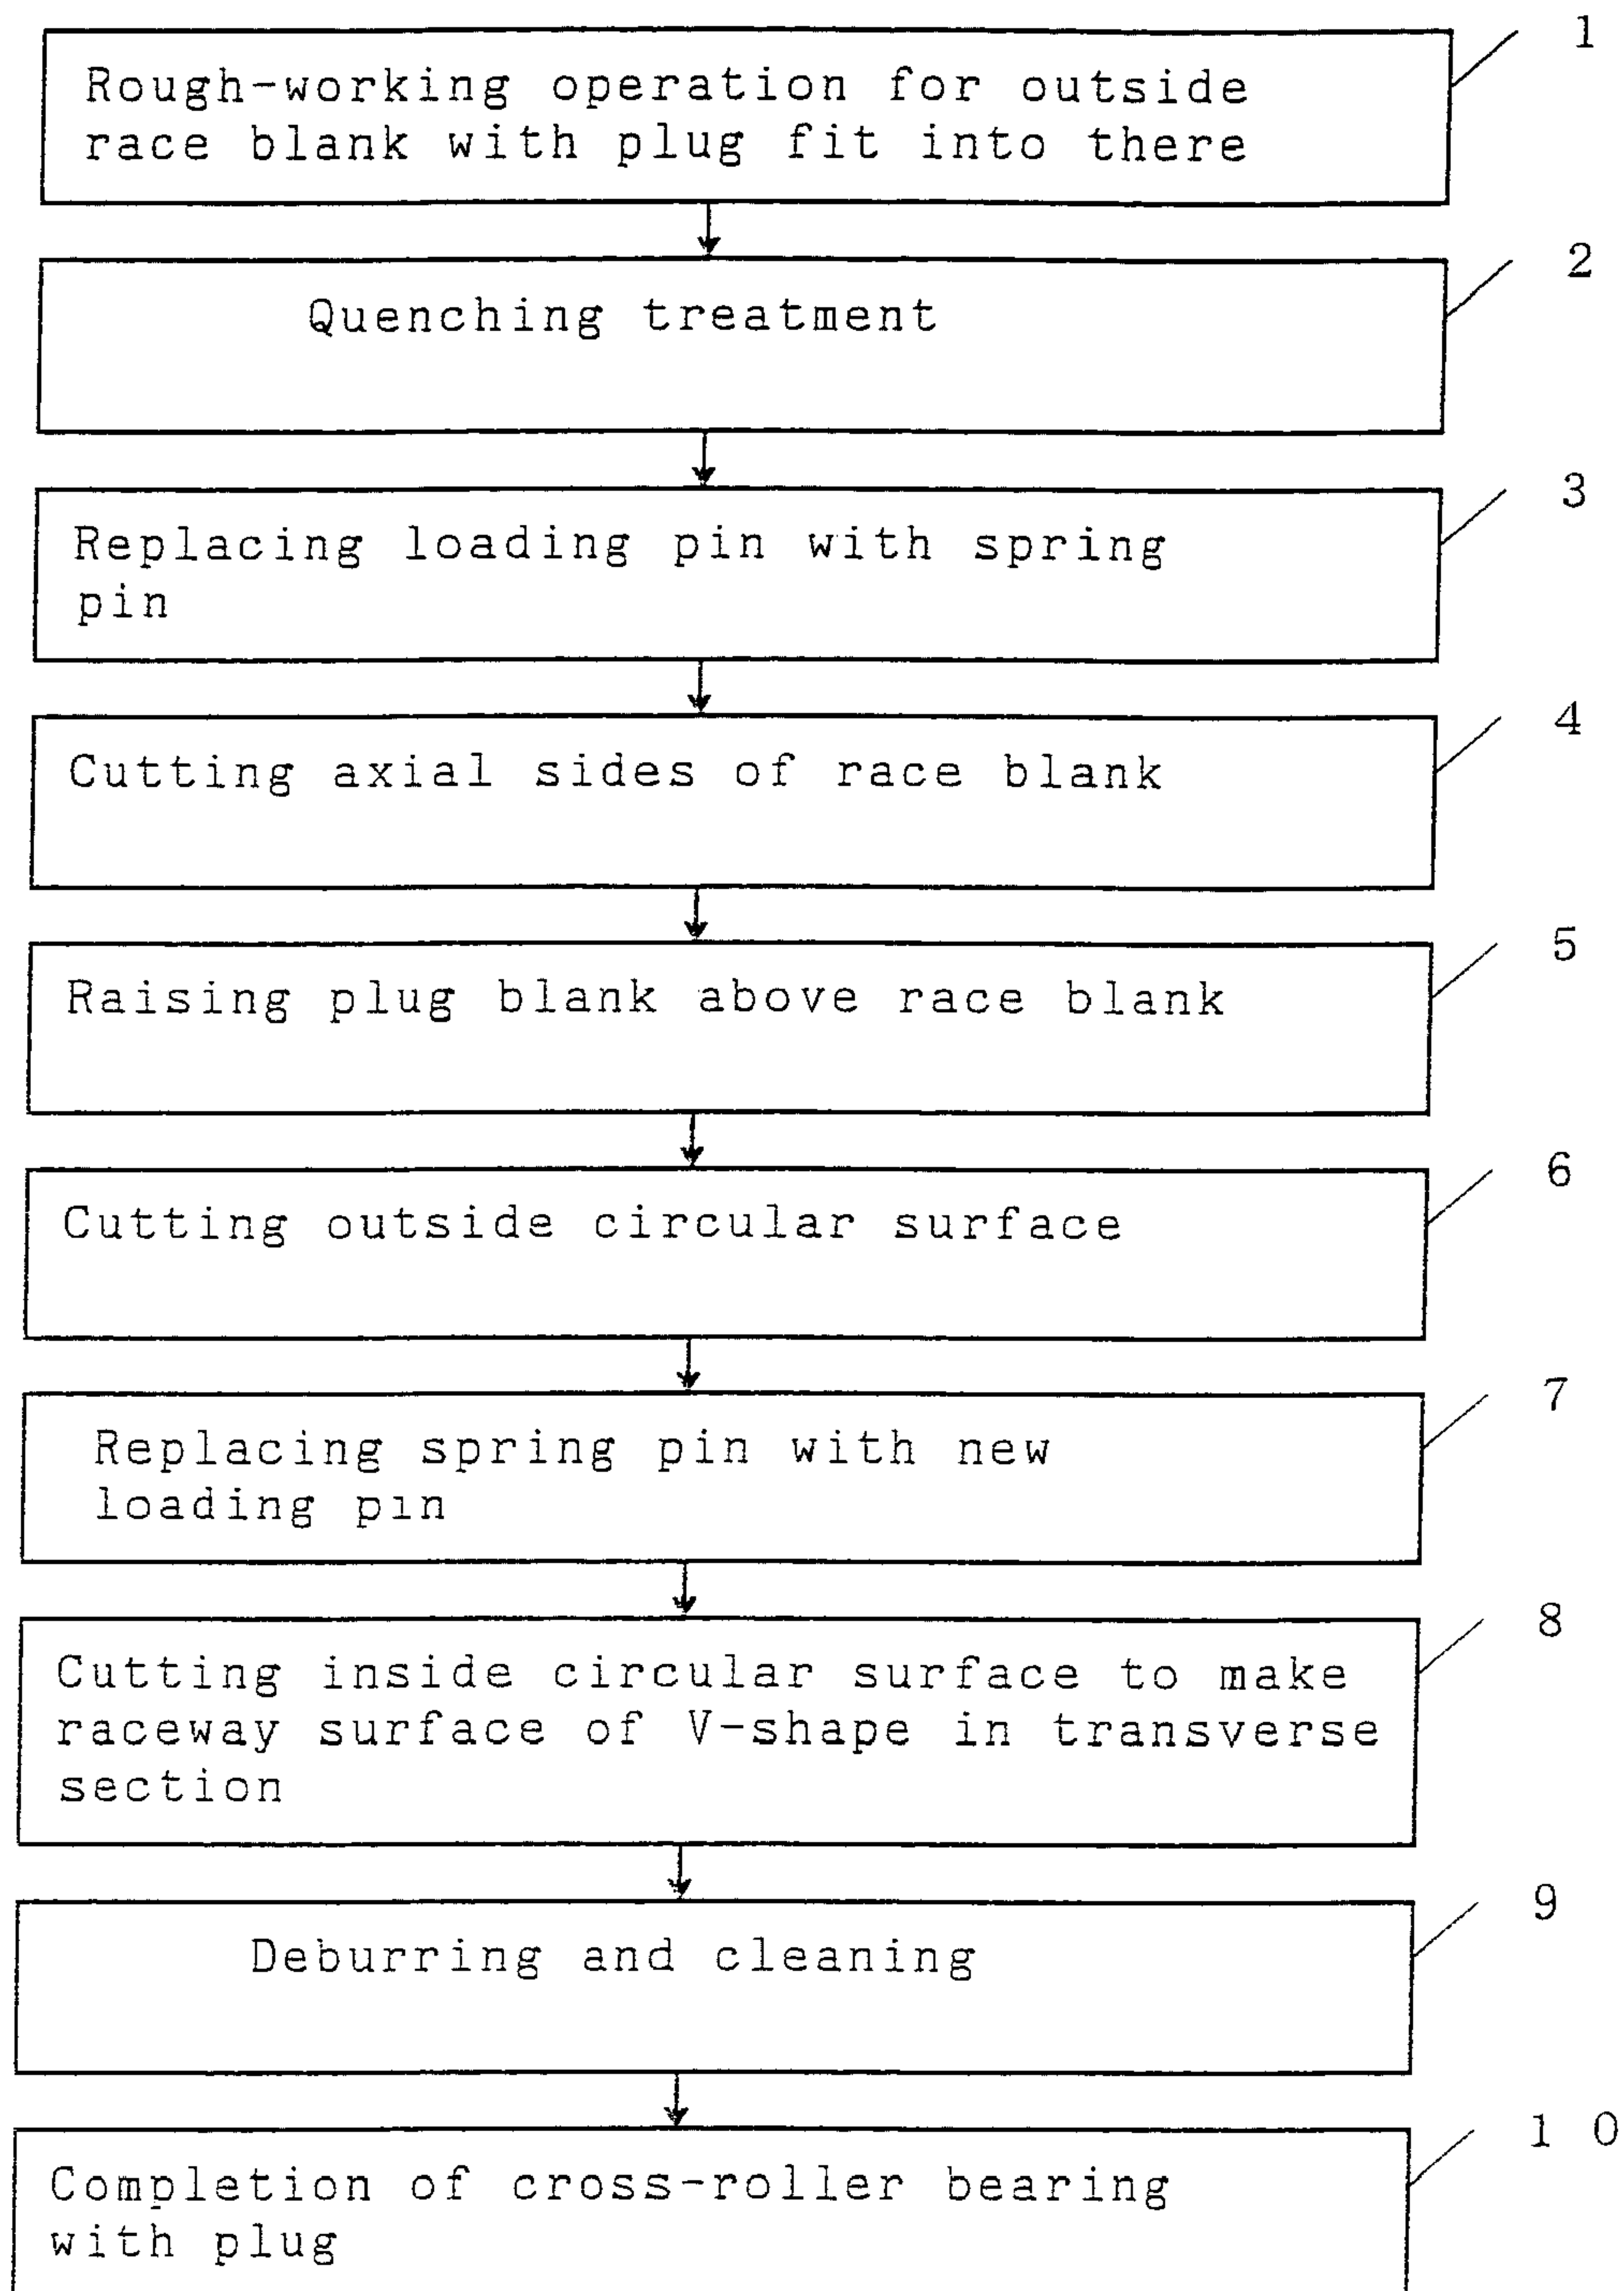 1
Rough-working operation for outside
race blank with plug fit into there
2
Quenching treatment
3
Replacing loading pin with spring
pin
4
Cutting axial sides of race blank
5
Raising plug blank above race blank
6
Cutting outside circular surface
7
Replacing spring pin with new
loading pin
8
Cutting inside circular surface to make
raceway surface of V-shape in transverse
section
9
Deburring and cleaning
10
Completion of cross-roller bearing
with plug